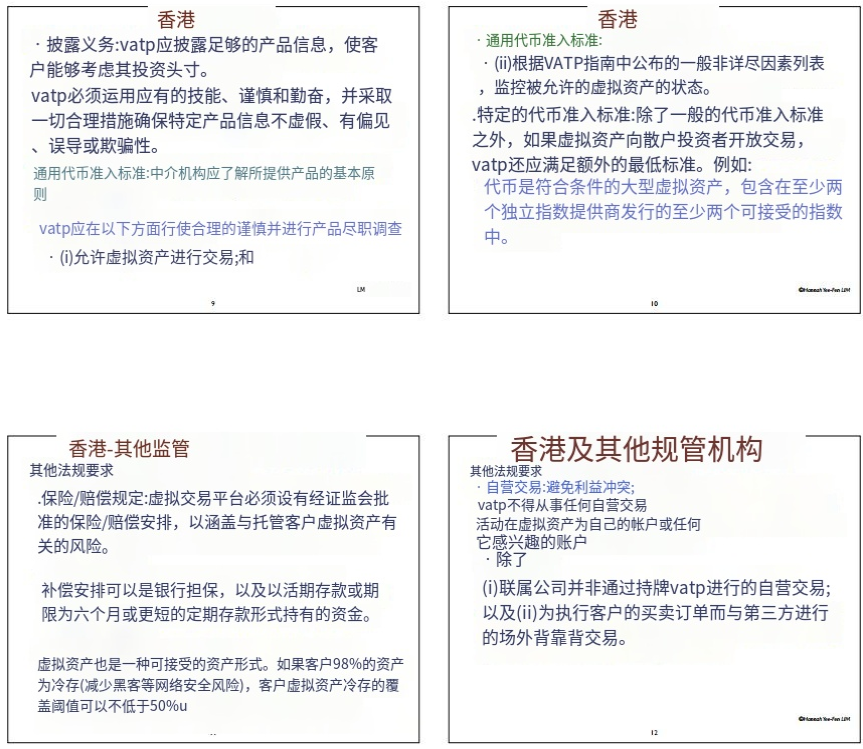 香港
· 披露义务:vatp应披露足够的产品信息，使客
户能够考虑其投资头寸。
vatp必须运用应有的技能、谨慎和勤奋，并采取
一切合理措施确保特定产品信息不虚假、有偏见
、误导或欺骗性。
通用代币准入标准:中介机构应了解所提供产品的基本原
则
vatp应在以下方面行使合理的谨慎并进行产品尽职调查
· (i)允许虚拟资产进行交易;和
LM
9
香港
· 通用代币准入标准:
· (ii)根据VATP指南中公布的一般非详尽因素列表
，监控被允许的虚拟资产的状态。
.特定的代币准入标准:除了一般的代币准入标准
之外，如果虚拟资产向散户投资者开放交易，
vatp还应满足额外的最低标准。例如:
代币是符合条件的大型虚拟资产，包含在至少两
个独立指数提供商发行的至少两个可接受的指数
中。
©Hannah Yee-Fen LIM
10
香港-其他监管
其他法规要求
.保险/赔偿规定:虚拟交易平台必须设有经证监会批
准的保险/赔偿安排，以涵盖与托管客户虚拟资产有
关的风险。
补偿安排可以是银行担保，以及以活期存款或期
限为六个月或更短的定期存款形式持有的资金。
虚拟资产也是一种可接受的资产形式。如果客户98%的资产
为冷存(减少黑客等网络安全风险)，客户虚拟资产冷存的覆
盖阈值可以不低于50%u
香港及其他规管机构
其他法规要求
· 自营交易:避免利益冲突;
vatp不得从事任何自营交易
活动在虚拟资产为自己的帐户或任何
它感兴趣的账户
· 除了
(i)联属公司并非通过持牌vatp进行的自营交易;
以及(ii)为执行客户的买卖订单而与第三方进行
的场外背靠背交易。
©Hannah Yee-Fen LIM
12